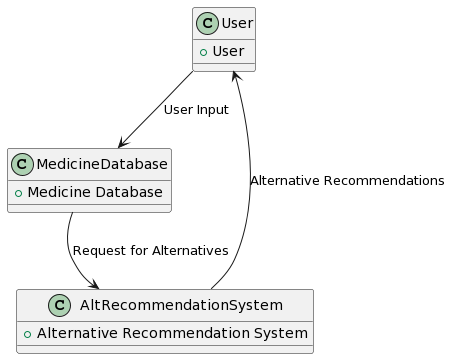 C User
+ User
User Input
C MedicineDatabase
+ Medicine Database
Alternative Recommendations
Request for Alternatives
C AltRecommendationSystem
+ Alternative Recommendation System